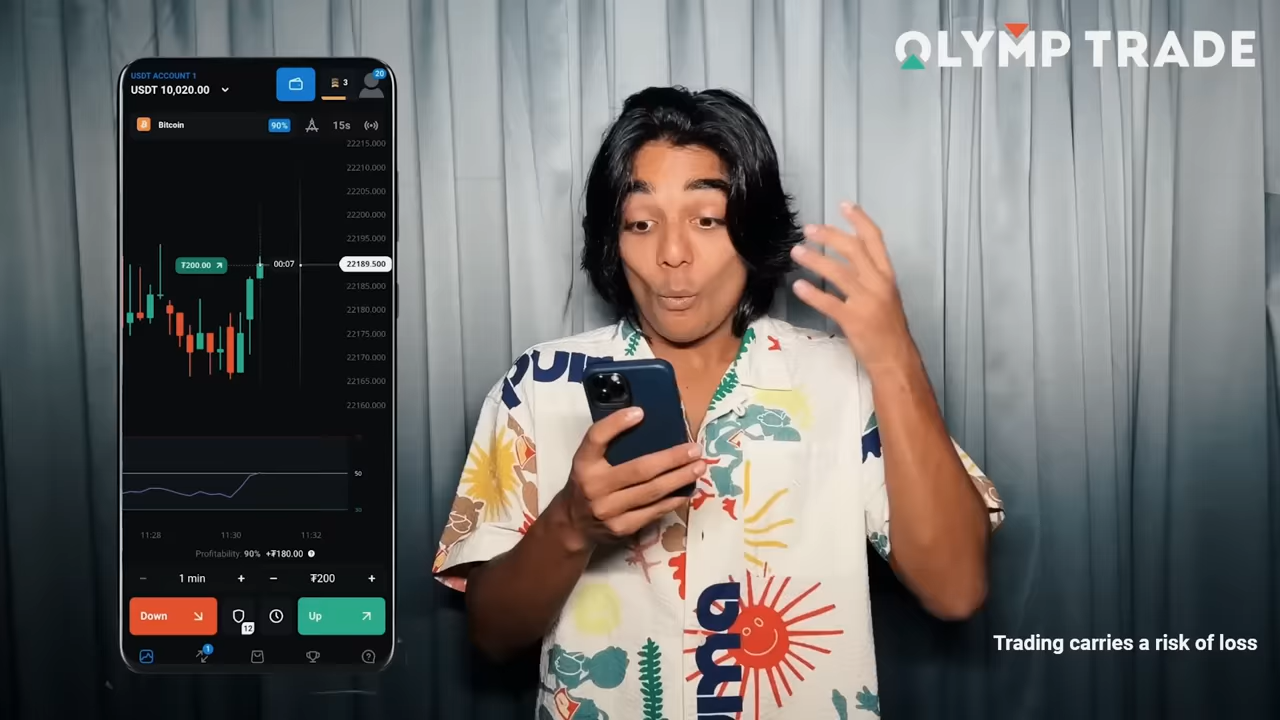 OLYMP TRADE
USDT ACCOUNT 1
USDT 10,020.00
3
20
Bitcoin
90%
15s
22215.000
22210.000
22205.000
22200.000
22195.000
₮200.00
00:07
22189.500
22185.000
22180.000
22175.000
22170.000
22165.000
22160.000
50
30
11:28
11:30
11:32
Profitability: 90% +₮180.00
− 1 min + − ₮200 +
Down
12
Up
1
Trading carries a risk of loss